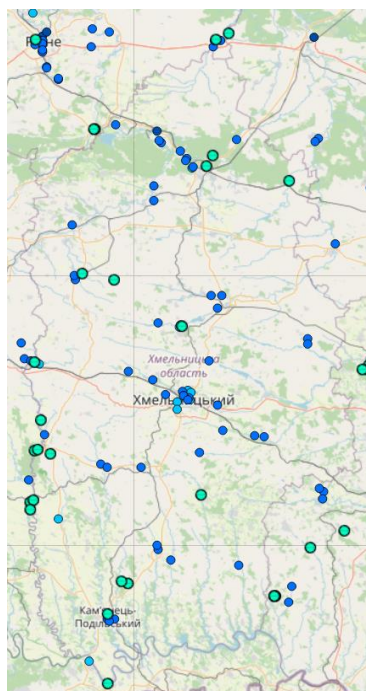 Рівне
Хмельницька
область
Хмельницький
Кам'янець-
Подільський